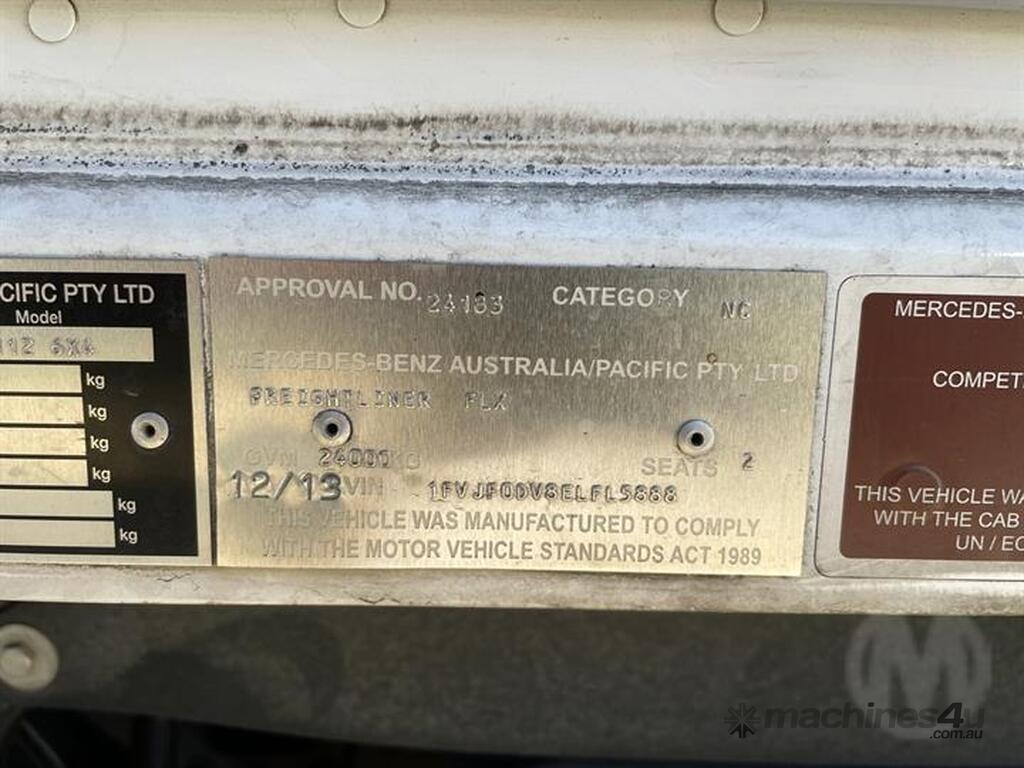 CIFIC PTY LTD
Model
112 6X4
kg
kg
kg
kg
kg
kg
APPROVAL NO. 24183 CATEGORY NC
MERCEDES-BENZ AUSTRALIA/PACIFIC PTY LTD
FREIGHTLINER FLX
GVM 24000KG SEATS 2
12/13 VIN 1FVJF0DV8ELFL5888
THIS VEHICLE WAS MANUFACTURED TO COMPLY
WITH THE MOTOR VEHICLE STANDARDS ACT 1989
MERCEDES-
COMPET
THIS VEHICLE WA
WITH THE CAB
UN / EC
M
machines4u
.com.au